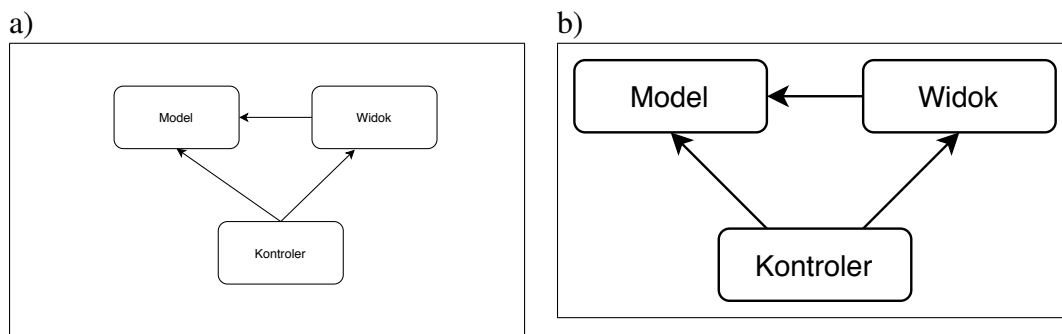 a)
Model
Widok
Kontroler
b)
Model
Widok
Kontroler